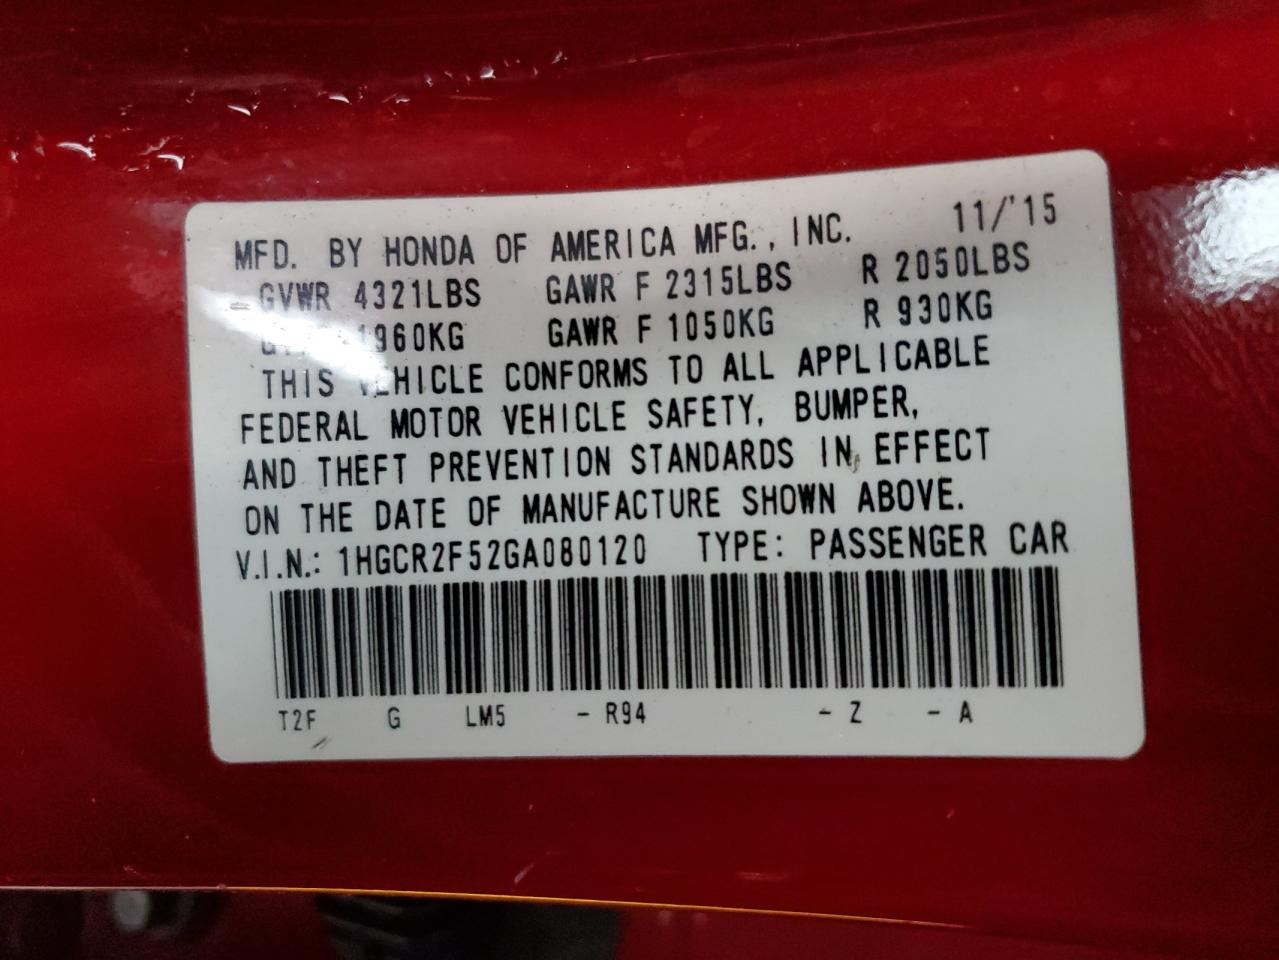 MFD. BY HONDA OF AMERICA MFG., INC. 11/'15
GVWR 4321LBS GAWR F 2315LBS R 2050LBS
1960KG GAWR F 1050KG R 930KG
THIS VEHICLE CONFORMS TO ALL APPLICABLE
FEDERAL MOTOR VEHICLE SAFETY, BUMPER,
AND THEFT PREVENTION STANDARDS IN EFFECT
ON THE DATE OF MANUFACTURE SHOWN ABOVE.
V.I.N.: 1HGCR2F52GA080120 TYPE: PASSENGER CAR
T2F G LM5 - R94 - Z - A